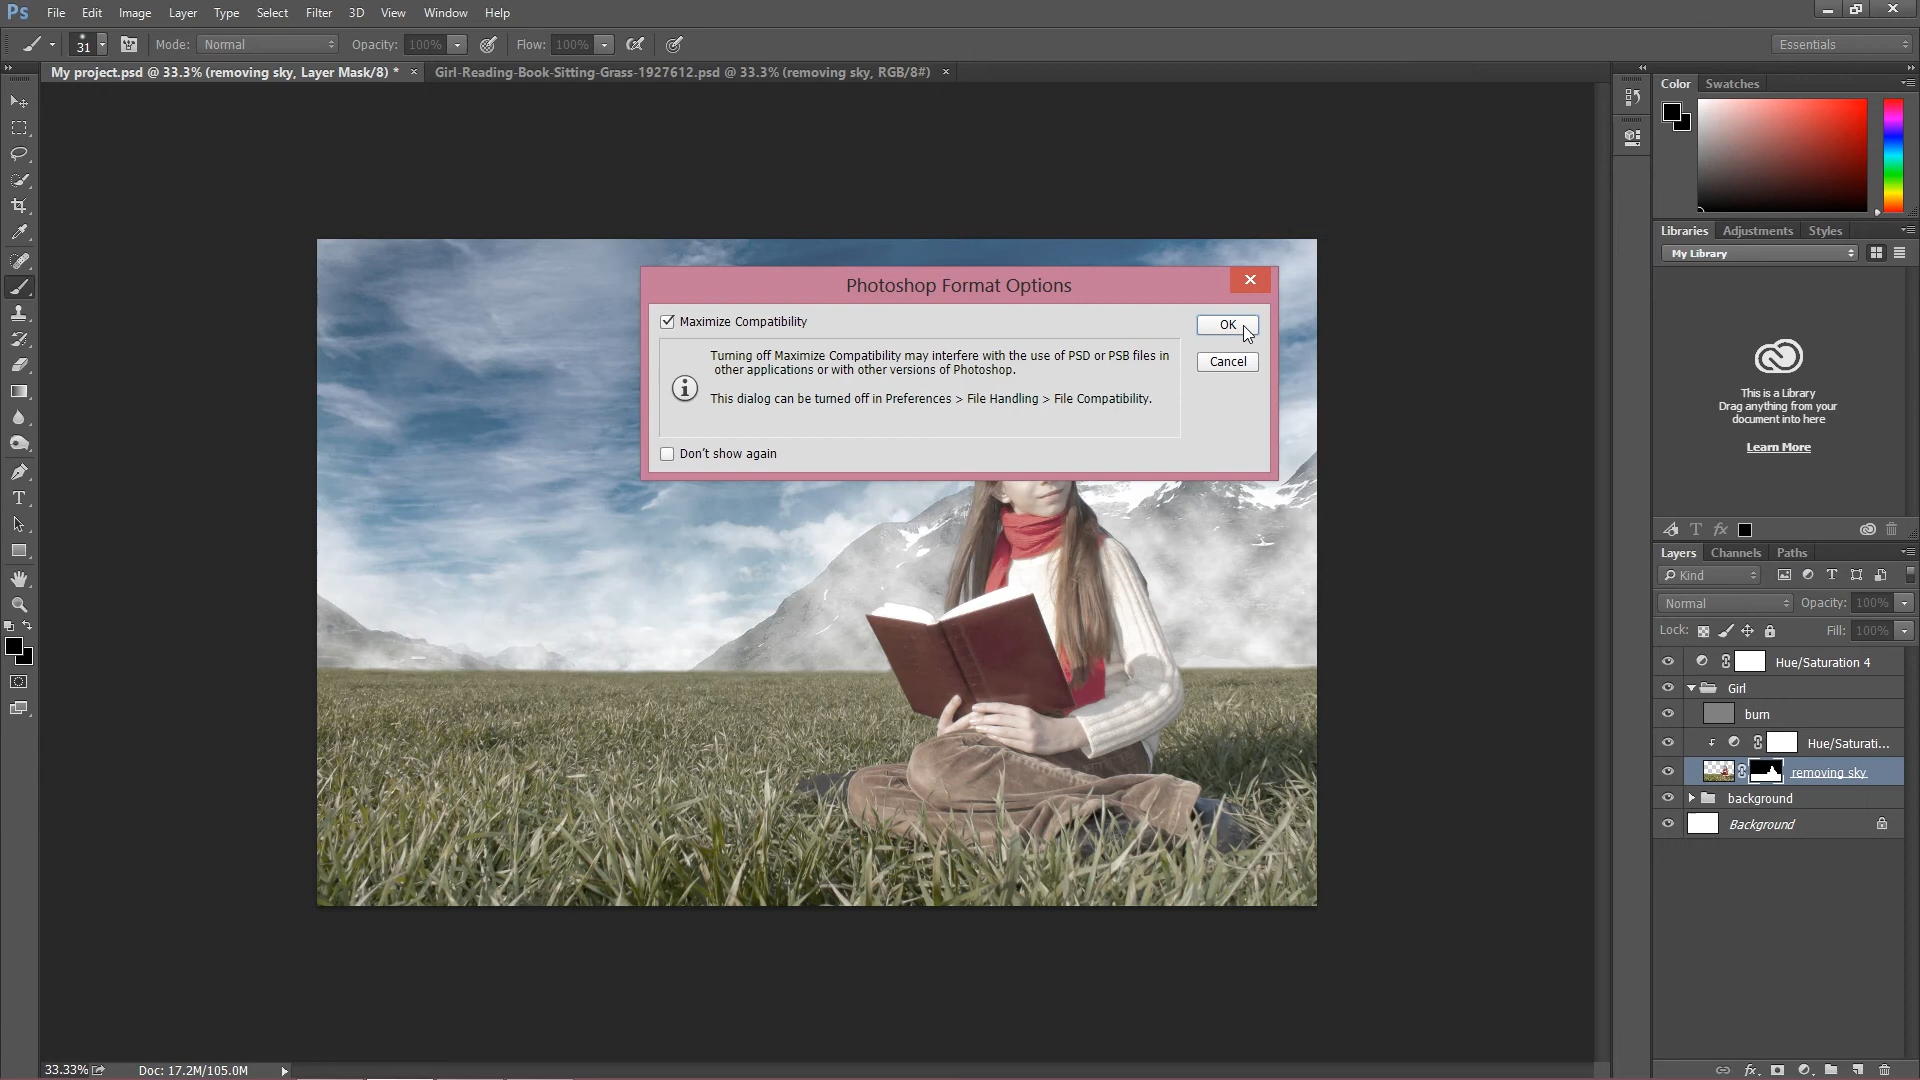 Ps File Edit Image Layer Type Select Filter 3D View Window Help
31 Mode: Normal Opacity: 100% Flow: 100% Essentials
My project.psd @ 33.3% (removing sky, Layer Mask/8) * × Girl-Reading-Book-Sitting-Grass-1927612.psd @ 33.3% (removing sky, RGB/8#) ×
Color Swatches
Libraries Adjustments Styles
My Library
Photoshop Format Options
Maximize Compatibility
OK
Turning off Maximize Compatibility may interfere with the use of PSD or PSB files in
other applications or with other versions of Photoshop.
Cancel
This dialog can be turned off in Preferences > File Handling > File Compatibility.
Don't show again
This is a Library
Drag anything from your
document into here
Learn More
Layers Channels Paths
Kind
Normal Opacity: 100%
Lock: Fill: 100%
Hue/Saturation 4
Girl
burn
Hue/Saturati...
removing sky
background
Background
33.33% Doc: 17.2M/105.0M